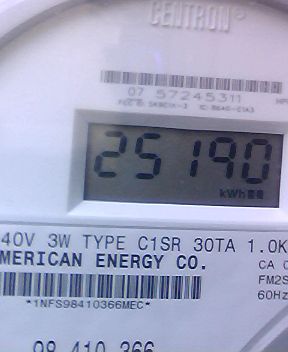 CENTRON®
07 57245311
25190
kWh
40V 3W TYPE C1SR 30TA 1.0K
MERICAN ENERGY CO.
CA 0
FM2S
*1NFS98410366MEC*
60Hz
98 410 366